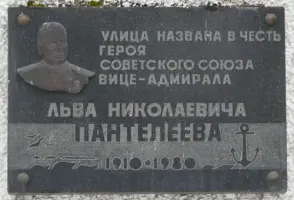 УЛИЦА НАЗВАНА В ЧЕСТЬ
ГЕРОЯ
СОВЕТСКОГО СОЮЗА
ВИЦЕ-АДМИРАЛА
ЛЬВА НИКОЛАЕВИЧА
ПАНТЕЛЕЕВА
1910·1980